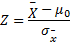 Z = (X̄ − μ₀) / σ_x̄